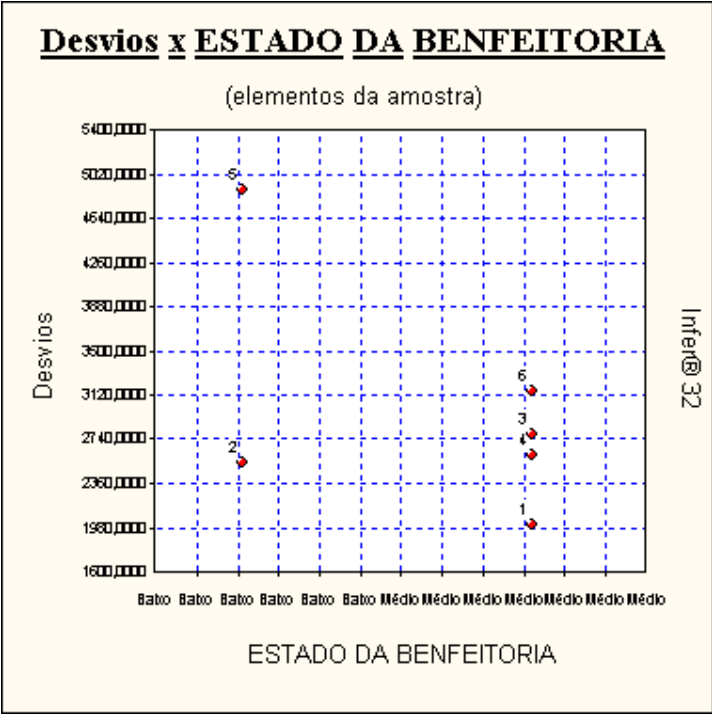 Desvios x ESTADO DA BENFEITORIA
(elementos da amostra)
5400,0000
5020,0000
4640,0000
4260,0000
3880,0000
3500,0000
3120,0000
2740,0000
2360,0000
1980,0000
1600,0000
Desvios
5
2
6
3
4
1
Infer® 32
Baixo Baixo Baixo Baixo Baixo Baixo Médio Médio Médio Médio Médio Médio Médio
ESTADO DA BENFEITORIA